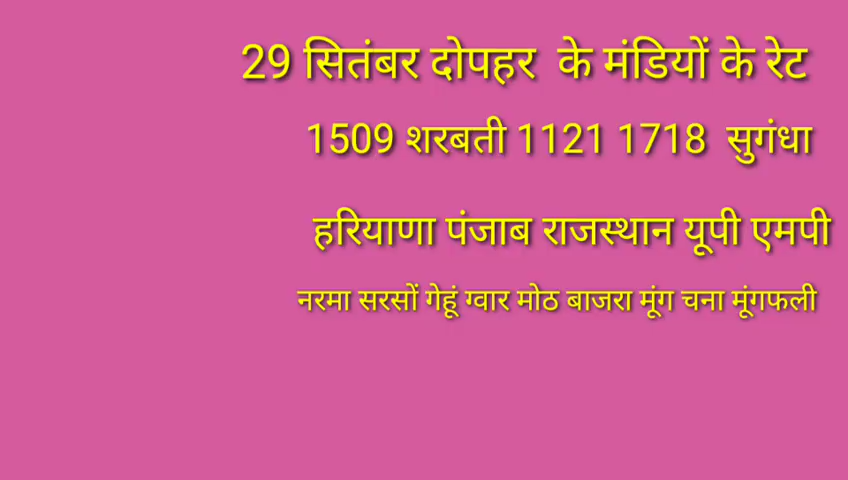 29 सितंबर दोपहर के मंडियों के रेट
1509 शरबती 1121 1718 सुगंधा
हरियाणा पंजाब राजस्थान यूपी एमपी
नरमा सरसों गेहूं ग्वार मोठ बाजरा मूंग चना मूंगफली